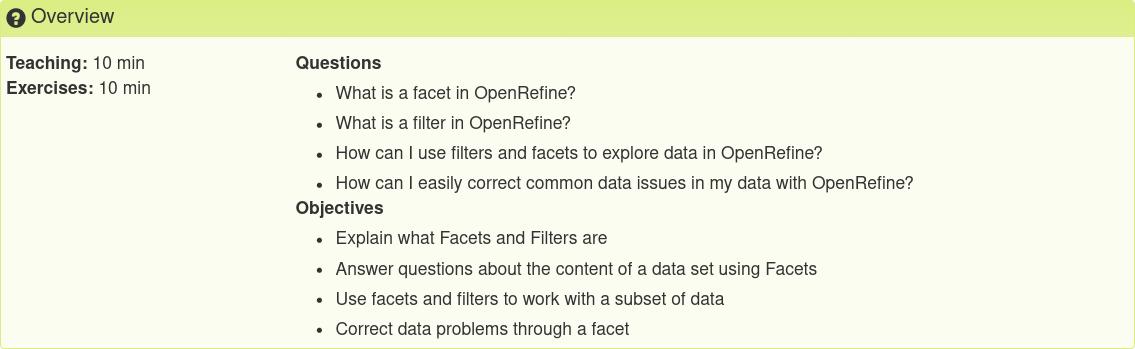 Overview
Teaching: 10 min
Exercises: 10 min
Questions
What is a facet in OpenRefine?
What is a filter in OpenRefine?
How can I use filters and facets to explore data in OpenRefine?
How can I easily correct common data issues in my data with OpenRefine?
Objectives
Explain what Facets and Filters are
Answer questions about the content of a data set using Facets
Use facets and filters to work with a subset of data
Correct data problems through a facet